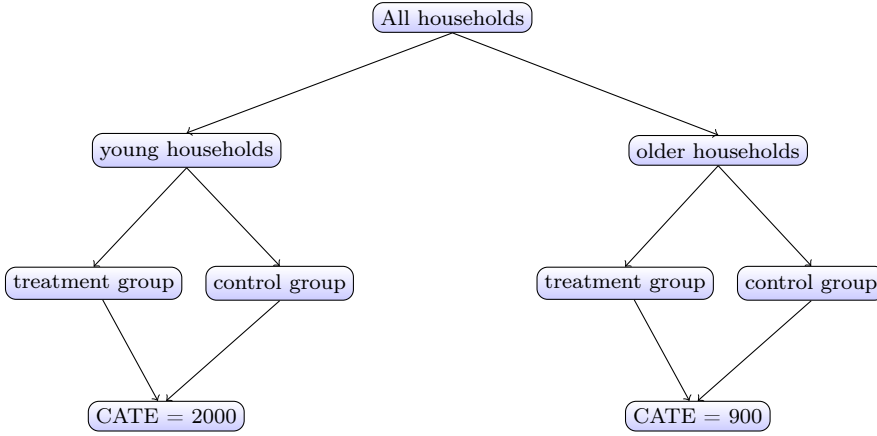 All households
young households
older households
treatment group
control group
treatment group
control group
CATE = 2000
CATE = 900